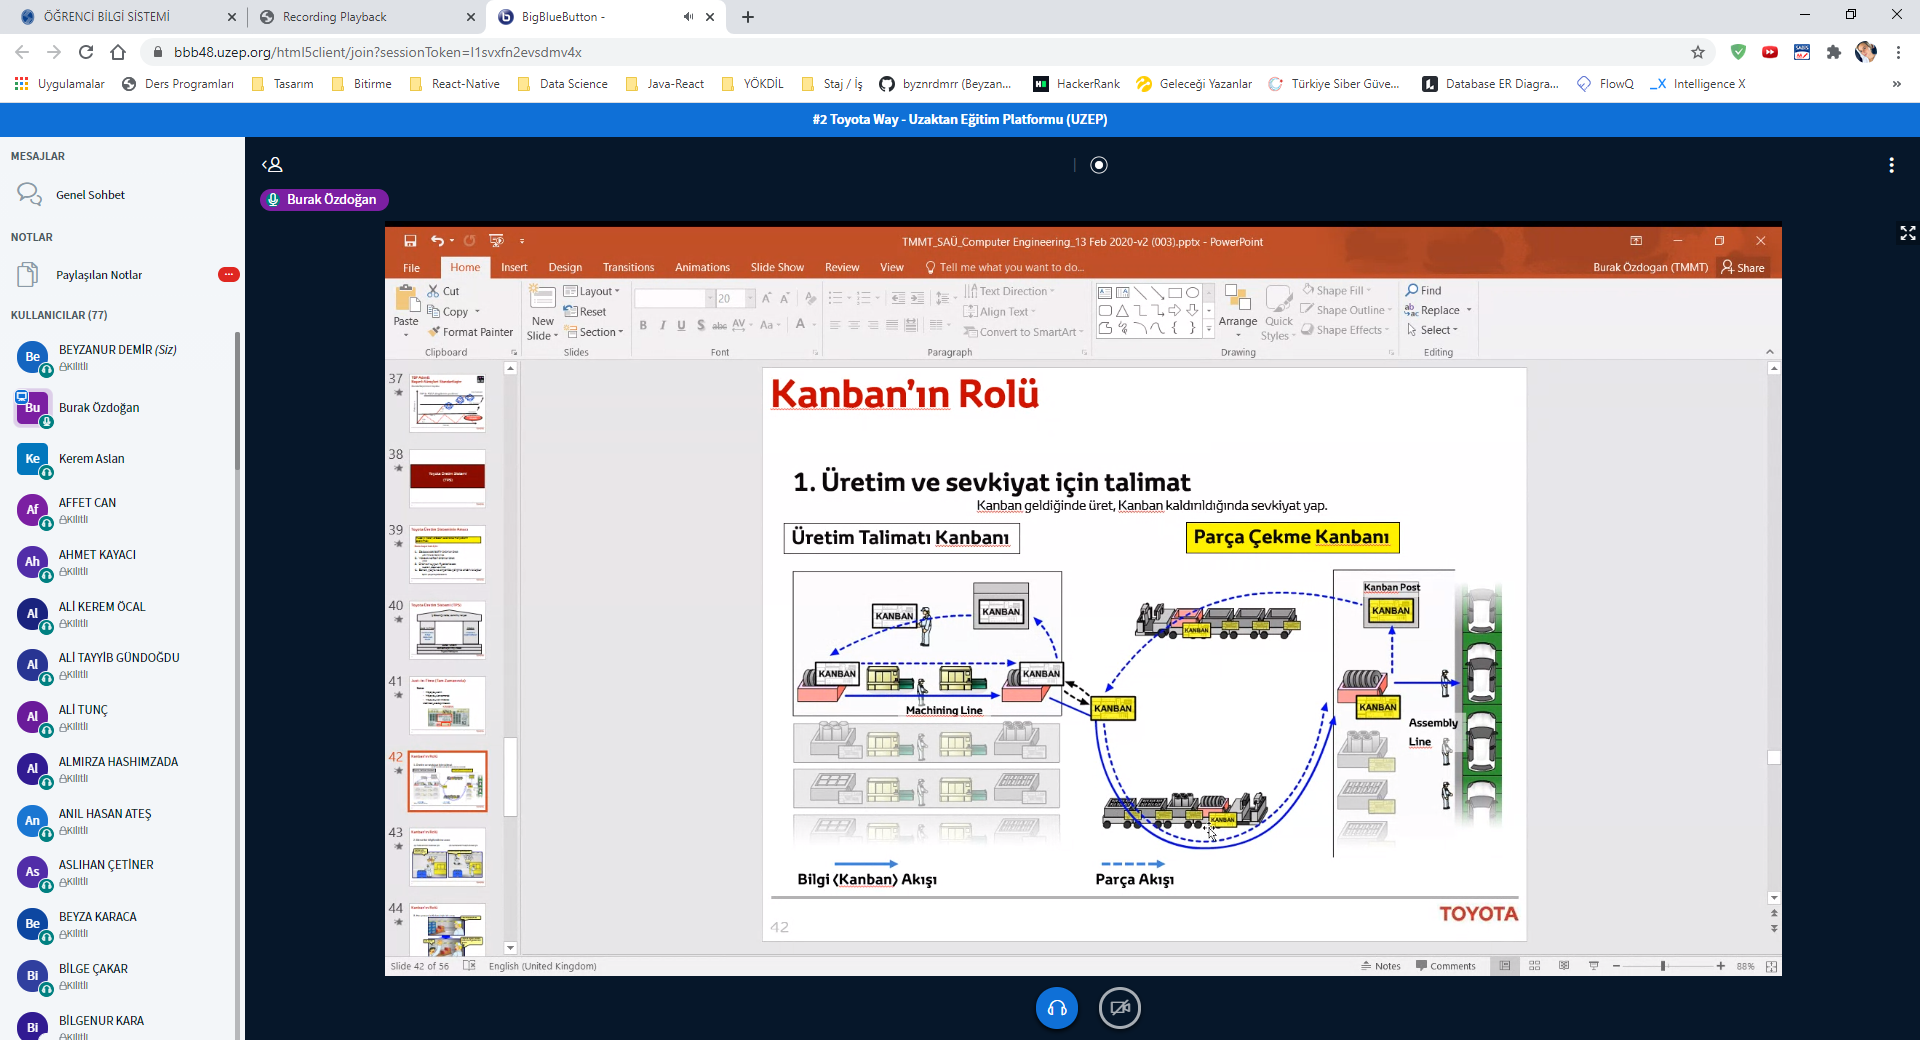 ÖĞRENCİ BİLGİ SİSTEMİ
Recording Playback
BigBlueButton -
bbb48.uzep.org/html5client/join?sessionToken=l1svxfn2evsdmv4x
Uygulamalar
Ders Programları
Tasarım
Bitirme
React-Native
Data Science
Java-React
YÖKDİL
Staj / İş
byznrdmrr (Beyzan...
HackerRank
Geleceği Yazanlar
Türkiye Siber Güve...
Database ER Diagra...
FlowQ
Intelligence X
#2 Toyota Way - Uzaktan Eğitim Platformu (UZEP)
MESAJLAR
Genel Sohbet
NOTLAR
Paylaşılan Notlar
KULLANICILAR (77)
Be
BEYZANUR DEMİR (Siz)
Kilitli
Bu
Burak Özdoğan
Ke
Kerem Aslan
Af
AFFET CAN
Kilitli
Ah
AHMET KAYACI
Kilitli
Al
ALİ KEREM ÖCAL
Kilitli
Al
ALİ TAYYİB GÜNDOĞDU
Kilitli
Al
ALİ TUNÇ
Kilitli
Al
ALMIRZA HASHIMZADA
Kilitli
An
ANIL HASAN ATEŞ
Kilitli
As
ASLIHAN ÇETİNER
Kilitli
Be
BEYZA KARACA
Kilitli
Bi
BİLGE ÇAKAR
Kilitli
Bi
BİLGENUR KARA
Kilitli
Burak Özdoğan
TMMT_SAÜ_Computer Engineering_13 Feb 2020-v2 (003).pptx - PowerPoint
File
Home
Insert
Design
Transitions
Animations
Slide Show
Review
View
Tell me what you want to do...
Burak Özdogan (TMMT)
Share
Paste
Cut
Copy
Format Painter
Clipboard
New
Slide
Layout
Reset
Section
Slides
20
Font
Text Direction
Align Text
Convert to SmartArt
Paragraph
Arrange
Quick
Styles
Shape Fill
Shape Outline
Shape Effects
Drawing
Find
Replace
Select
Editing
37
38
39
40
41
42
43
44
Kanban'ın Rolü
1. Üretim ve sevkiyat için talimat
Kanban geldiğinde üret, Kanban kaldırıldığında sevkiyat yap.
Üretim Talimatı Kanbanı
Parça Çekme Kanbanı
KANBAN
KANBAN
KANBAN
KANBAN
Machining Line
KANBAN
KANBAN
KANBAN
Kanban Post
KANBAN
KANBAN
Assembly
Line
Bilgi (Kanban) Akışı
Parça Akışı
TOYOTA
42
Slide 42 of 56
English (United Kingdom)
Notes
Comments
88%